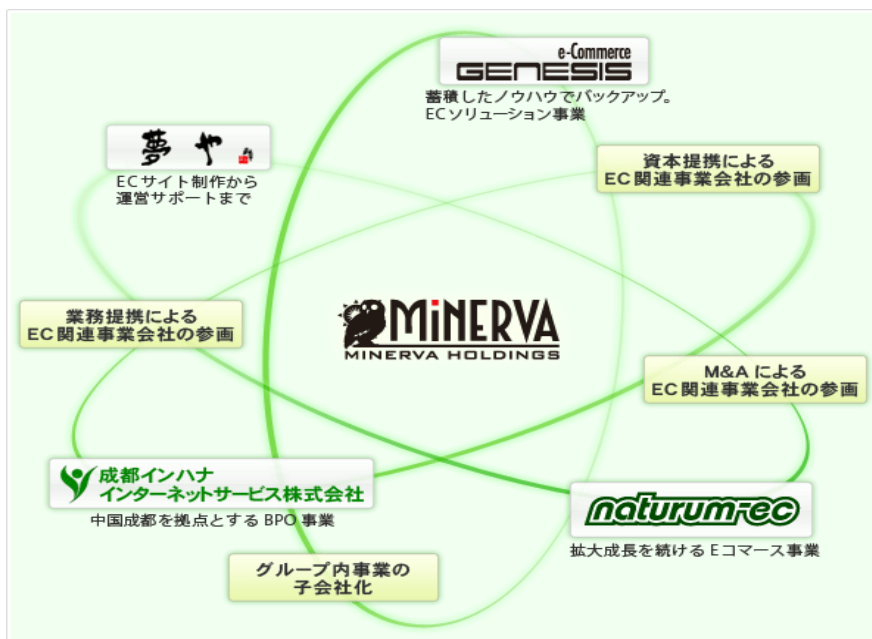 e-Commerce
GENESIS
蓄積したノウハウでバックアップ。
ECソリューション事業
夢や
ECサイト制作から
運営サポートまで
資本提携による
EC関連事業会社の参画
業務提携による
EC関連事業会社の参画
MiNERVA
MINERVA HOLDINGS
M&Aによる
EC関連事業会社の参画
成都インハナ
インターネットサービス株式会社
中国成都を拠点とするBPO事業
naturum-ec
拡大成長を続けるEコマース事業
グループ内事業の
子会社化